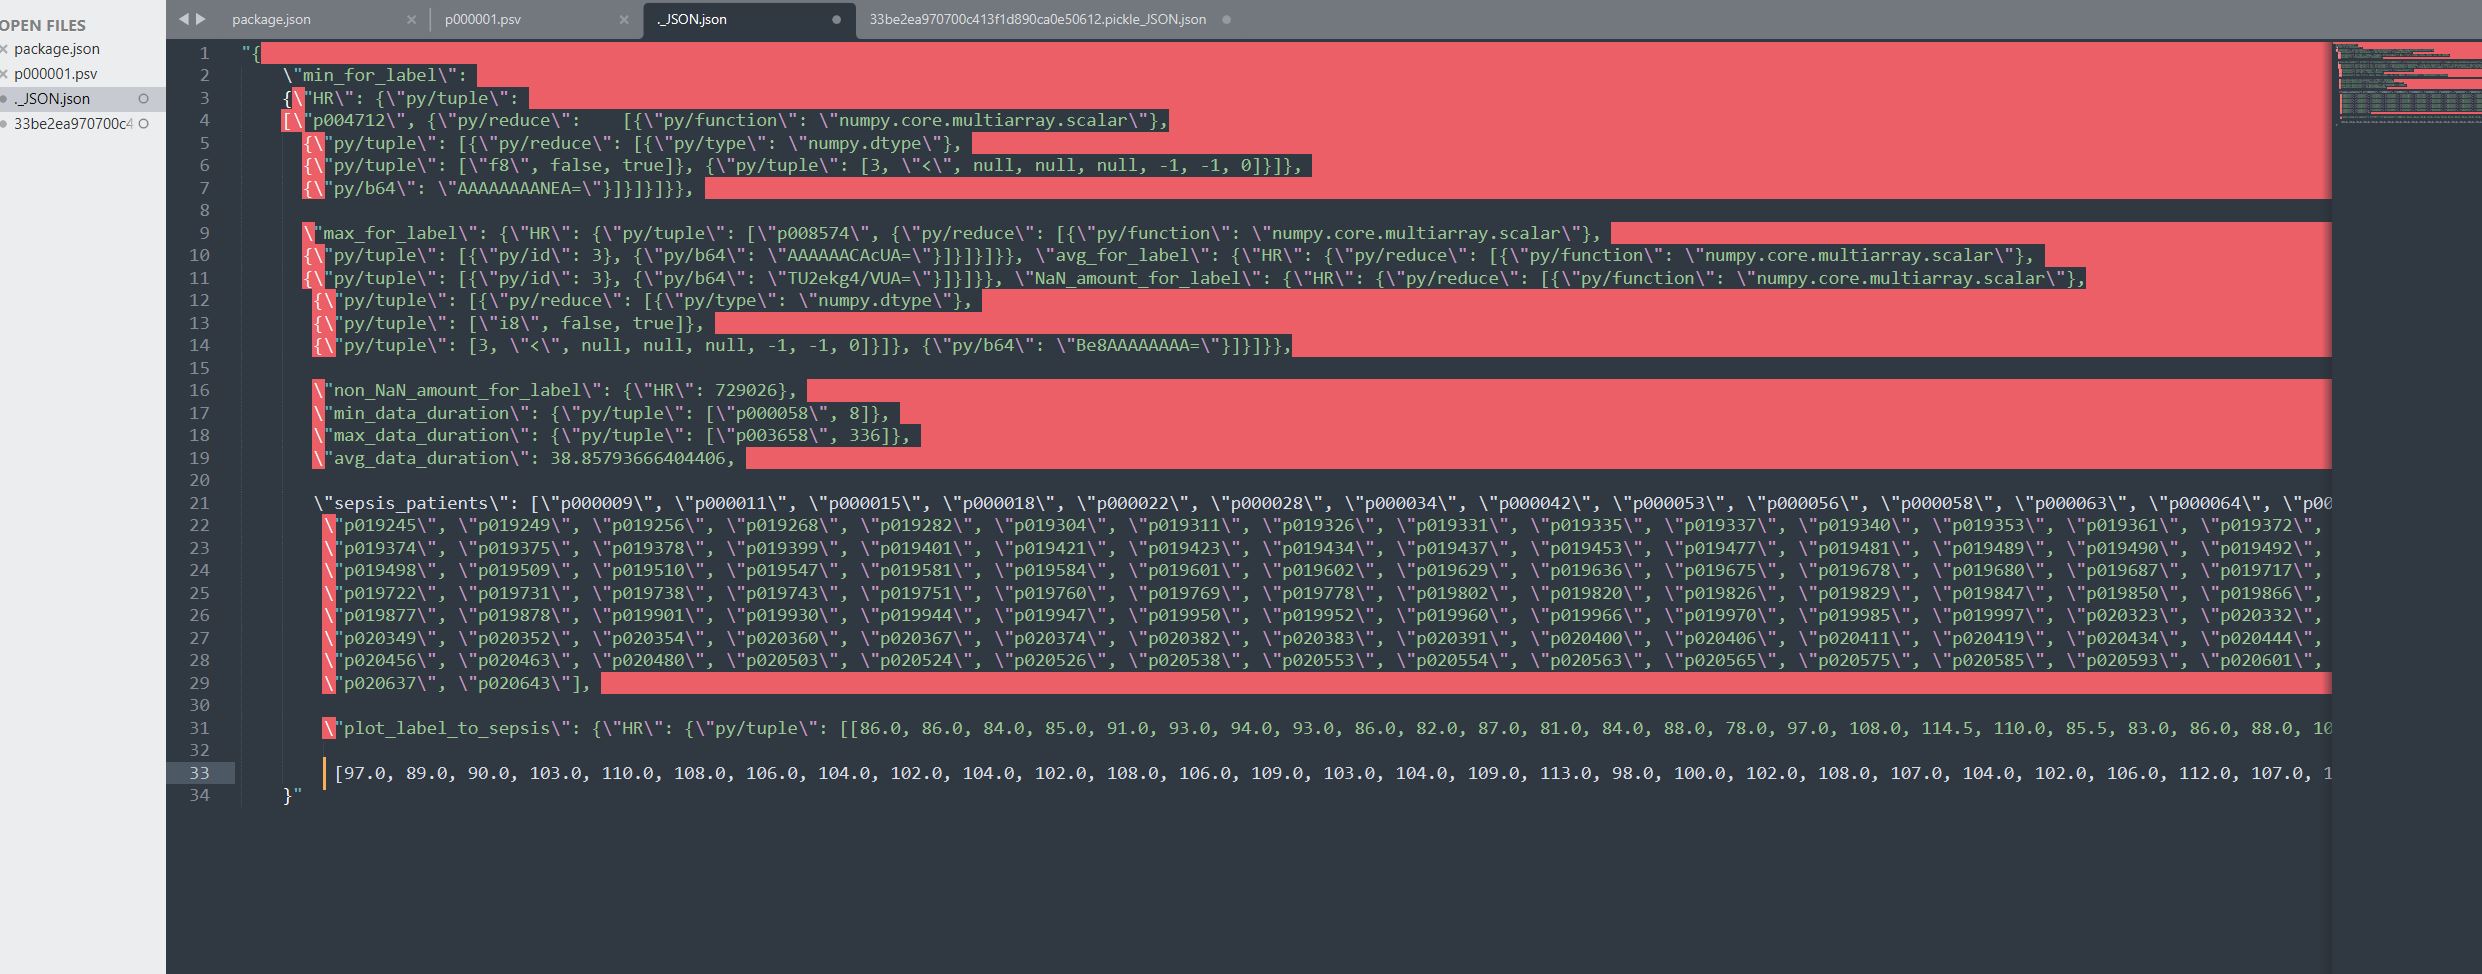 OPEN FILES
package.json
p000001.psv
._JSON.json
33be2ea970700c4
package.json
p000001.psv
._JSON.json
33be2ea970700c413f1d890ca0e50612.pickle_JSON.json
1 "{
2 \"min_for_label\":
3 {\"HR\": {\"py/tuple\":
4 [\"p004712\", {\"py/reduce\": [{\"py/function\": \"numpy.core.multiarray.scalar\"},
5 {\"py/tuple\": [{\"py/reduce\": [{\"py/type\": \"numpy.dtype\"},
6 {\"py/tuple\": [\"f8\", false, true]}, {\"py/tuple\": [3, \"<\", null, null, null, -1, -1, 0]}]},
7 {\"py/b64\": \"AAAAAAAANEA=\"}]}]}]}},
8
9 \"max_for_label\": {\"HR\": {\"py/tuple\": [\"p008574\", {\"py/reduce\": [{\"py/function\": \"numpy.core.multiarray.scalar\"},
10 {\"py/tuple\": [{\"py/id\": 3}, {\"py/b64\": \"AAAAAACAcUA=\"}]}]}]}}, \"avg_for_label\": {\"HR\": {\"py/reduce\": [{\"py/function\": \"numpy.core.multiarray.scalar\"},
11 {\"py/tuple\": [{\"py/id\": 3}, {\"py/b64\": \"TU2ekg4/VUA=\"}]}]}}, \"NaN_amount_for_label\": {\"HR\": {\"py/reduce\": [{\"py/function\": \"numpy.core.multiarray.scalar\"},
12 {\"py/tuple\": [{\"py/reduce\": [{\"py/type\": \"numpy.dtype\"},
13 {\"py/tuple\": [\"i8\", false, true]},
14 {\"py/tuple\": [3, \"<\", null, null, null, -1, -1, 0]}]}, {\"py/b64\": \"Be8AAAAAAAA=\"}]}]}},
15
16 \"non_NaN_amount_for_label\": {\"HR\": 729026},
17 \"min_data_duration\": {\"py/tuple\": [\"p000058\", 8]},
18 \"max_data_duration\": {\"py/tuple\": [\"p003658\", 336]},
19 \"avg_data_duration\": 38.85793666404406,
20
21 \"sepsis_patients\": [\"p000009\", \"p000011\", \"p000015\", \"p000018\", \"p000022\", \"p000028\", \"p000034\", \"p000042\", \"p000053\", \"p000056\", \"p000058\", \"p000063\", \"p000064\", \"p00
22 \"p019245\", \"p019249\", \"p019256\", \"p019268\", \"p019282\", \"p019304\", \"p019311\", \"p019326\", \"p019331\", \"p019335\", \"p019337\", \"p019340\", \"p019353\", \"p019361\", \"p019372\",
23 \"p019374\", \"p019375\", \"p019378\", \"p019399\", \"p019401\", \"p019421\", \"p019423\", \"p019434\", \"p019437\", \"p019453\", \"p019477\", \"p019481\", \"p019489\", \"p019490\", \"p019492\",
24 \"p019498\", \"p019509\", \"p019510\", \"p019547\", \"p019581\", \"p019584\", \"p019601\", \"p019602\", \"p019629\", \"p019636\", \"p019675\", \"p019678\", \"p019680\", \"p019687\", \"p019717\",
25 \"p019722\", \"p019731\", \"p019738\", \"p019743\", \"p019751\", \"p019760\", \"p019769\", \"p019778\", \"p019802\", \"p019820\", \"p019826\", \"p019829\", \"p019847\", \"p019850\", \"p019866\",
26 \"p019877\", \"p019878\", \"p019901\", \"p019930\", \"p019944\", \"p019947\", \"p019950\", \"p019952\", \"p019960\", \"p019966\", \"p019970\", \"p019985\", \"p019997\", \"p020323\", \"p020332\",
27 \"p020349\", \"p020352\", \"p020354\", \"p020360\", \"p020367\", \"p020374\", \"p020382\", \"p020383\", \"p020391\", \"p020400\", \"p020406\", \"p020411\", \"p020419\", \"p020434\", \"p020444\",
28 \"p020456\", \"p020463\", \"p020480\", \"p020503\", \"p020524\", \"p020526\", \"p020538\", \"p020553\", \"p020554\", \"p020563\", \"p020565\", \"p020575\", \"p020585\", \"p020593\", \"p020601\",
29 \"p020637\", \"p020643\"],
30
31 \"plot_label_to_sepsis\": {\"HR\": {\"py/tuple\": [[86.0, 86.0, 84.0, 85.0, 91.0, 93.0, 94.0, 93.0, 86.0, 82.0, 87.0, 81.0, 84.0, 88.0, 78.0, 97.0, 108.0, 114.5, 110.0, 85.5, 83.0, 86.0, 88.0, 10
32
33 [97.0, 89.0, 90.0, 103.0, 110.0, 108.0, 106.0, 104.0, 102.0, 104.0, 102.0, 108.0, 106.0, 109.0, 103.0, 104.0, 109.0, 113.0, 98.0, 100.0, 102.0, 108.0, 107.0, 104.0, 102.0, 106.0, 112.0, 107.0, 1
34 }"